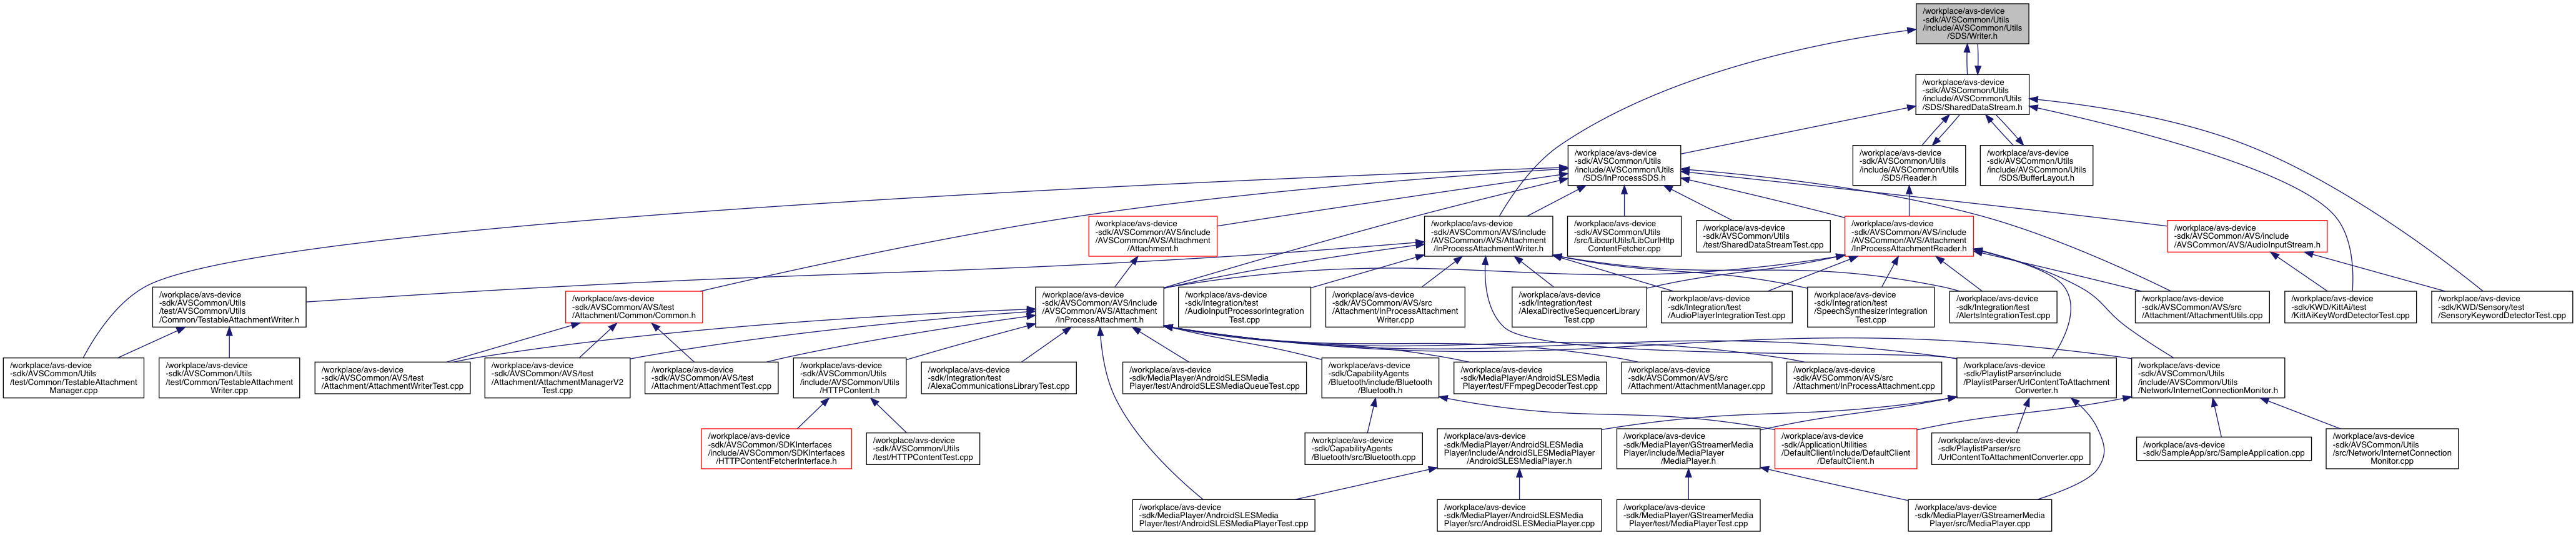 /workplace/avs-device
-sdk/AVSCommon/Utils
/include/AVSCommon/Utils
/SDS/Writer.h
/workplace/avs-device
-sdk/AVSCommon/Utils
/include/AVSCommon/Utils
/SDS/SharedDataStream.h
/workplace/avs-device
-sdk/AVSCommon/Utils
/include/AVSCommon/Utils
/SDS/InProcessSDS.h
/workplace/avs-device
-sdk/AVSCommon/Utils
/include/AVSCommon/Utils
/SDS/Reader.h
/workplace/avs-device
-sdk/AVSCommon/Utils
/include/AVSCommon/Utils
/SDS/BufferLayout.h
/workplace/avs-device
-sdk/AVSCommon/AVS/include
/AVSCommon/AVS/Attachment
/Attachment.h
/workplace/avs-device
-sdk/AVSCommon/AVS/include
/AVSCommon/AVS/Attachment
/InProcessAttachmentWriter.h
/workplace/avs-device
-sdk/AVSCommon/Utils
/src/LibcurlUtils/LibCurlHttp
ContentFetcher.cpp
/workplace/avs-device
-sdk/AVSCommon/Utils
/test/SharedDataStreamTest.cpp
/workplace/avs-device
-sdk/AVSCommon/AVS/include
/AVSCommon/AVS/Attachment
/InProcessAttachmentReader.h
/workplace/avs-device
-sdk/AVSCommon/AVS/include
/AVSCommon/AVS/AudioInputStream.h
/workplace/avs-device
-sdk/AVSCommon/Utils
/test/AVSCommon/Utils
/Common/TestableAttachmentWriter.h
/workplace/avs-device
-sdk/AVSCommon/AVS/test
/Attachment/Common/Common.h
/workplace/avs-device
-sdk/AVSCommon/AVS/include
/AVSCommon/AVS/Attachment
/InProcessAttachment.h
/workplace/avs-device
-sdk/Integration/test
/AudioInputProcessorIntegration
Test.cpp
/workplace/avs-device
-sdk/AVSCommon/AVS/src
/Attachment/InProcessAttachment
Writer.cpp
/workplace/avs-device
-sdk/Integration/test
/AlexaDirectiveSequencerLibrary
Test.cpp
/workplace/avs-device
-sdk/Integration/test
/AudioPlayerIntegrationTest.cpp
/workplace/avs-device
-sdk/Integration/test
/SpeechSynthesizerIntegration
Test.cpp
/workplace/avs-device
-sdk/Integration/test
/AlertsIntegrationTest.cpp
/workplace/avs-device
-sdk/AVSCommon/AVS/src
/Attachment/AttachmentUtils.cpp
/workplace/avs-device
-sdk/KWD/KittAi/test
/KittAiKeyWordDetectorTest.cpp
/workplace/avs-device
-sdk/KWD/Sensory/test
/SensoryKeywordDetectorTest.cpp
/workplace/avs-device
-sdk/AVSCommon/Utils
/test/Common/TestableAttachment
Manager.cpp
/workplace/avs-device
-sdk/AVSCommon/Utils
/test/Common/TestableAttachment
Writer.cpp
/workplace/avs-device
-sdk/AVSCommon/AVS/test
/Attachment/AttachmentWriterTest.cpp
/workplace/avs-device
-sdk/AVSCommon/AVS/test
/Attachment/AttachmentManagerV2
Test.cpp
/workplace/avs-device
-sdk/AVSCommon/AVS/test
/Attachment/AttachmentTest.cpp
/workplace/avs-device
-sdk/AVSCommon/Utils
/include/AVSCommon/Utils
/HTTPContent.h
/workplace/avs-device
-sdk/Integration/test
/AlexaCommunicationsLibraryTest.cpp
/workplace/avs-device
-sdk/MediaPlayer/AndroidSLESMedia
Player/test/AndroidSLESMediaQueueTest.cpp
/workplace/avs-device
-sdk/CapabilityAgents
/Bluetooth/include/Bluetooth
/Bluetooth.h
/workplace/avs-device
-sdk/MediaPlayer/AndroidSLESMedia
Player/test/FFmpegDecoderTest.cpp
/workplace/avs-device
-sdk/AVSCommon/AVS/src
/Attachment/AttachmentManager.cpp
/workplace/avs-device
-sdk/AVSCommon/AVS/src
/Attachment/InProcessAttachment.cpp
/workplace/avs-device
-sdk/PlaylistParser/include
/PlaylistParser/UrlContentToAttachment
Converter.h
/workplace/avs-device
-sdk/AVSCommon/Utils
/include/AVSCommon/Utils
/Network/InternetConnectionMonitor.h
/workplace/avs-device
-sdk/AVSCommon/SDKInterfaces
/include/AVSCommon/SDKInterfaces
/HTTPContentFetcherInterface.h
/workplace/avs-device
-sdk/AVSCommon/Utils
/test/HTTPContentTest.cpp
/workplace/avs-device
-sdk/CapabilityAgents
/Bluetooth/src/Bluetooth.cpp
/workplace/avs-device
-sdk/MediaPlayer/AndroidSLESMedia
Player/include/AndroidSLESMediaPlayer
/AndroidSLESMediaPlayer.h
/workplace/avs-device
-sdk/MediaPlayer/GStreamerMedia
Player/include/MediaPlayer
/MediaPlayer.h
/workplace/avs-device
-sdk/ApplicationUtilities
/DefaultClient/include/DefaultClient
/DefaultClient.h
/workplace/avs-device
-sdk/PlaylistParser/src
/UrlContentToAttachmentConverter.cpp
/workplace/avs-device
-sdk/SampleApp/src/SampleApplication.cpp
/workplace/avs-device
-sdk/AVSCommon/Utils
/src/Network/InternetConnection
Monitor.cpp
/workplace/avs-device
-sdk/MediaPlayer/AndroidSLESMedia
Player/test/AndroidSLESMediaPlayerTest.cpp
/workplace/avs-device
-sdk/MediaPlayer/AndroidSLESMedia
Player/src/AndroidSLESMediaPlayer.cpp
/workplace/avs-device
-sdk/MediaPlayer/GStreamerMedia
Player/test/MediaPlayerTest.cpp
/workplace/avs-device
-sdk/MediaPlayer/GStreamerMedia
Player/src/MediaPlayer.cpp